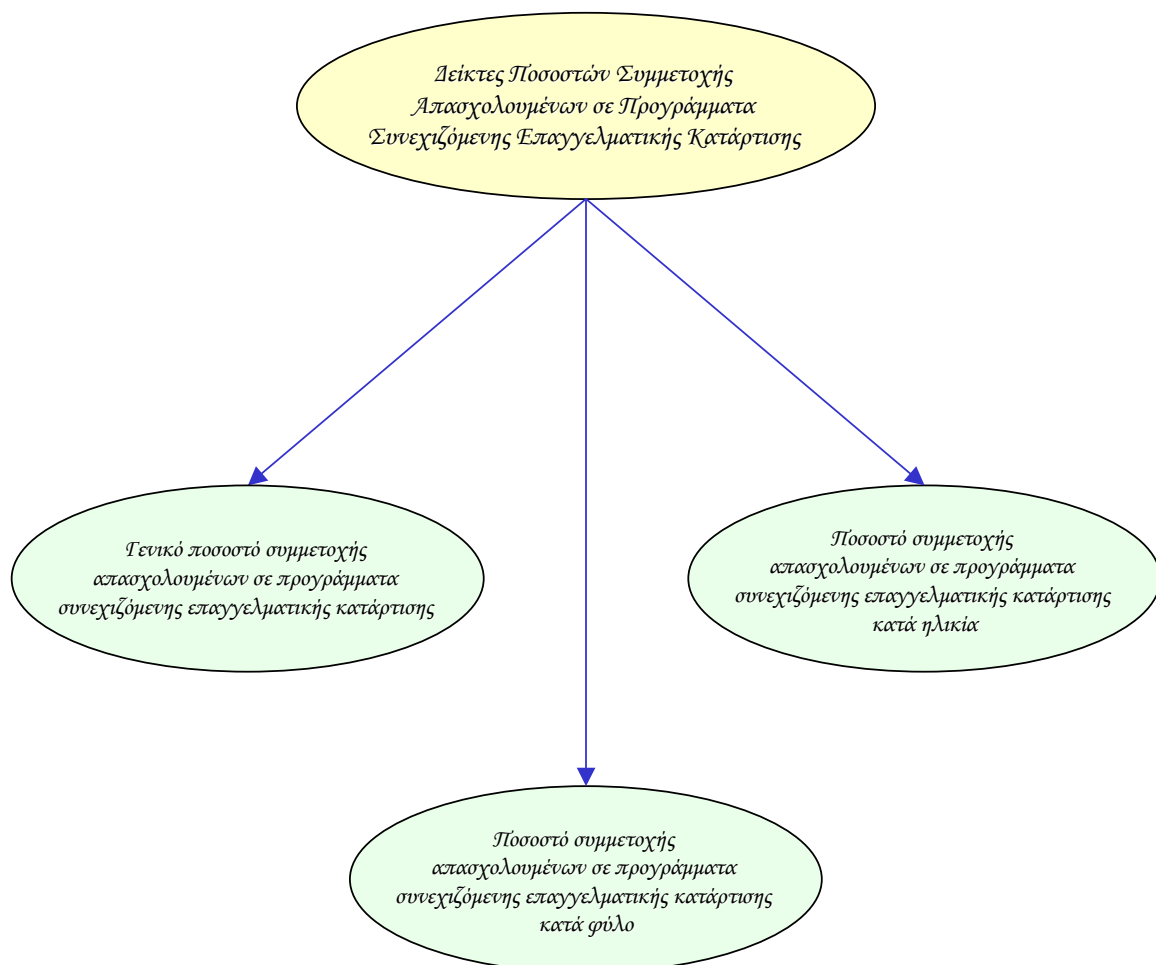 Δείκτες Ποσοστών Συμμετοχής
Απασχολουμένων σε Προγράμματα
Συνεχιζόμενης Επαγγελματικής Κατάρτισης
Γενικό ποσοστό συμμετοχής
απασχολουμένων σε προγράμματα
συνεχιζόμενης επαγγελματικής κατάρτισης
Ποσοστό συμμετοχής
απασχολουμένων σε προγράμματα
συνεχιζόμενης επαγγελματικής κατάρτισης
κατά ηλικία
Ποσοστό συμμετοχής
απασχολουμένων σε προγράμματα
συνεχιζόμενης επαγγελματικής κατάρτισης
κατά φύλο